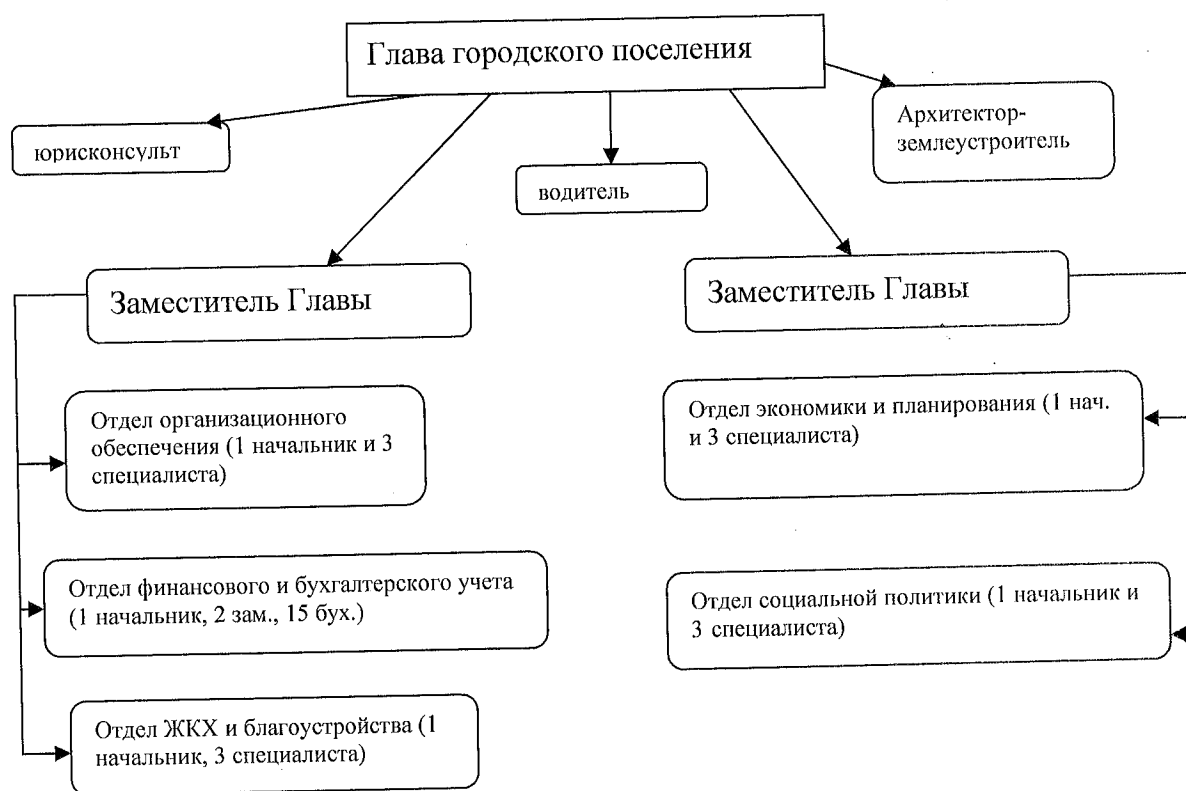 Глава городского поселения
юрисконсульт
водитель
Архитектор-
землеустроитель
Заместитель Главы
Заместитель Главы
Отдел организационного
обеспечения (1 начальник и 3
специалиста)
Отдел экономики и планирования (1 нач.
и 3 специалиста)
Отдел финансового и бухгалтерского учета
(1 начальник, 2 зам., 15 бух.)
Отдел социальной политики (1 начальник и
3 специалиста)
Отдел ЖКХ и благоустройства (1
начальник, 3 специалиста)